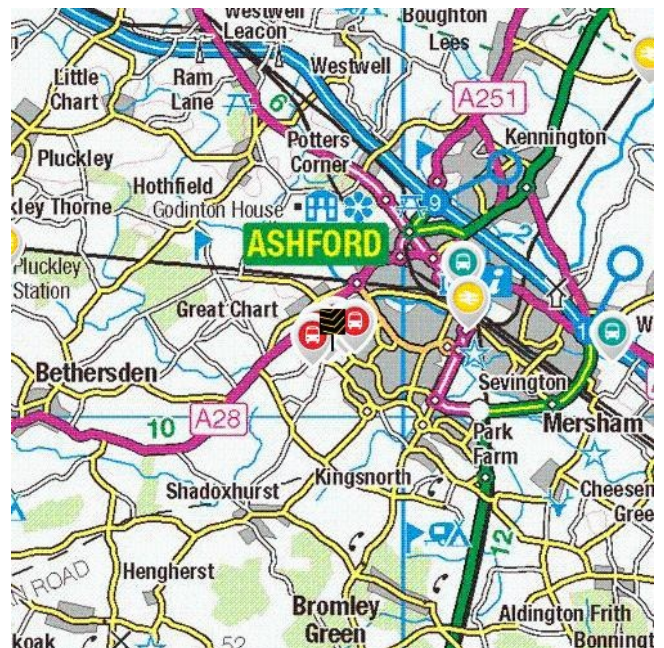 Westwell
Leacon
Boughton
Lees
Westwell
Little
Chart
Ram
Lane
6
A251
Potters
Corner
Kennington
Pluckley
Hothfield
kley Thorne
Godinton House
9
ASHFORD
Pluckley
Station
Great Chart
Bethersden
Sevington
A28
10
Mersham
Park
Farm
Kingsnorth
Shadoxhurst
Cheesen
Gree
12
AN ROAD
Hengherst
Bromley
Green
Aldington Frith
Bonningt
koak
52